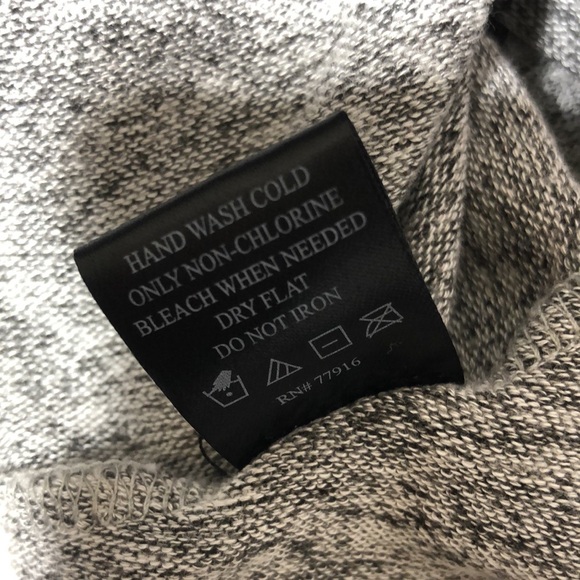 HAND WASH COLD
ONLY NON-CHLORINE
BLEACH WHEN NEEDED
DRY FLAT
DO NOT IRON
RN# 77916